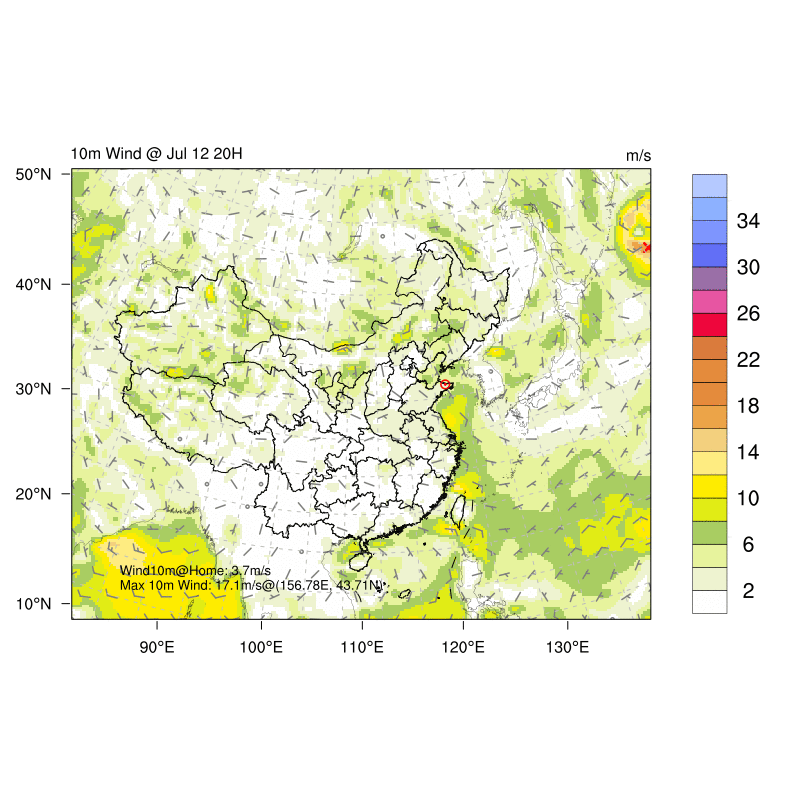 10m Wind @ Jul 12 20H
m/s
50°N
40°N
30°N
20°N
10°N
34
30
26
22
18
14
10
6
2
Wind10m@Home: 3.7m/s
Max 10m Wind: 17.1m/s@(156.78E, 43.71N)
90°E
100°E
110°E
120°E
130°E